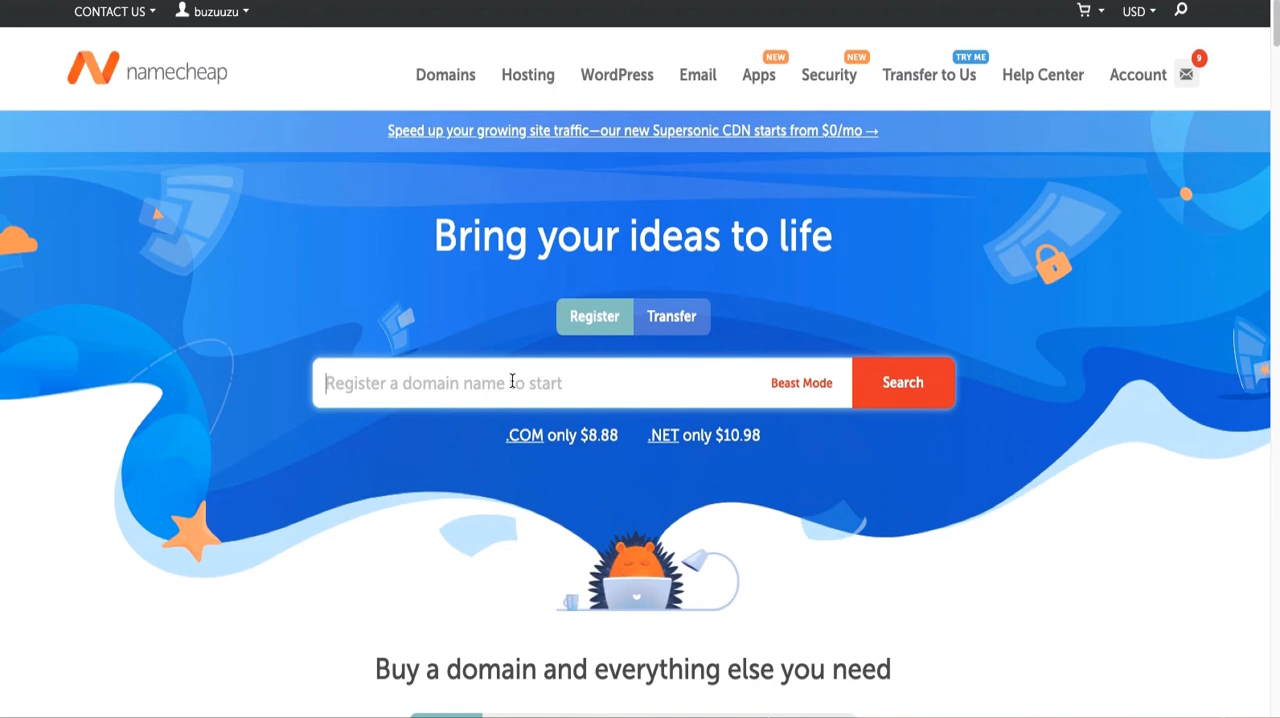 CONTACT US buzuuzu USD
namecheap
NEW NEW TRY ME 9
Domains Hosting WordPress Email Apps Security Transfer to Us Help Center Account
Speed up your growing site traffic—our new Supersonic CDN starts from $0/mo →
Bring your ideas to life
Register Transfer
Register a domain name to start Beast Mode Search
.COM only $8.88 .NET only $10.98
Buy a domain and everything else you need